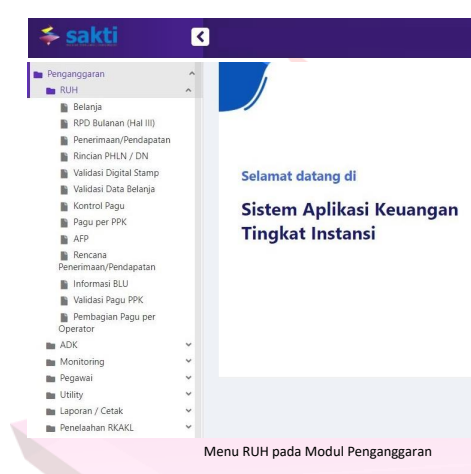 sakti
Penganggaran
RUH
Belanja
RPD Bulanan (Hal III)
Penerimaan/Pendapatan
Rincian PHLN / DN
Validasi Digital Stamp
Validasi Data Belanja
Kontrol Pagu
Pagu per PPK
AFP
Rencana
Penerimaan/Pendapatan
Informasi BLU
Validasi Pagu PPK
Pembagian Pagu per
Operator
ADK
Monitoring
Pegawai
Utility
Laporan / Cetak
Penelaahan RKAKL
Selamat datang di
Sistem Aplikasi Keuangan
Tingkat Instansi
Menu RUH pada Modul Penganggaran